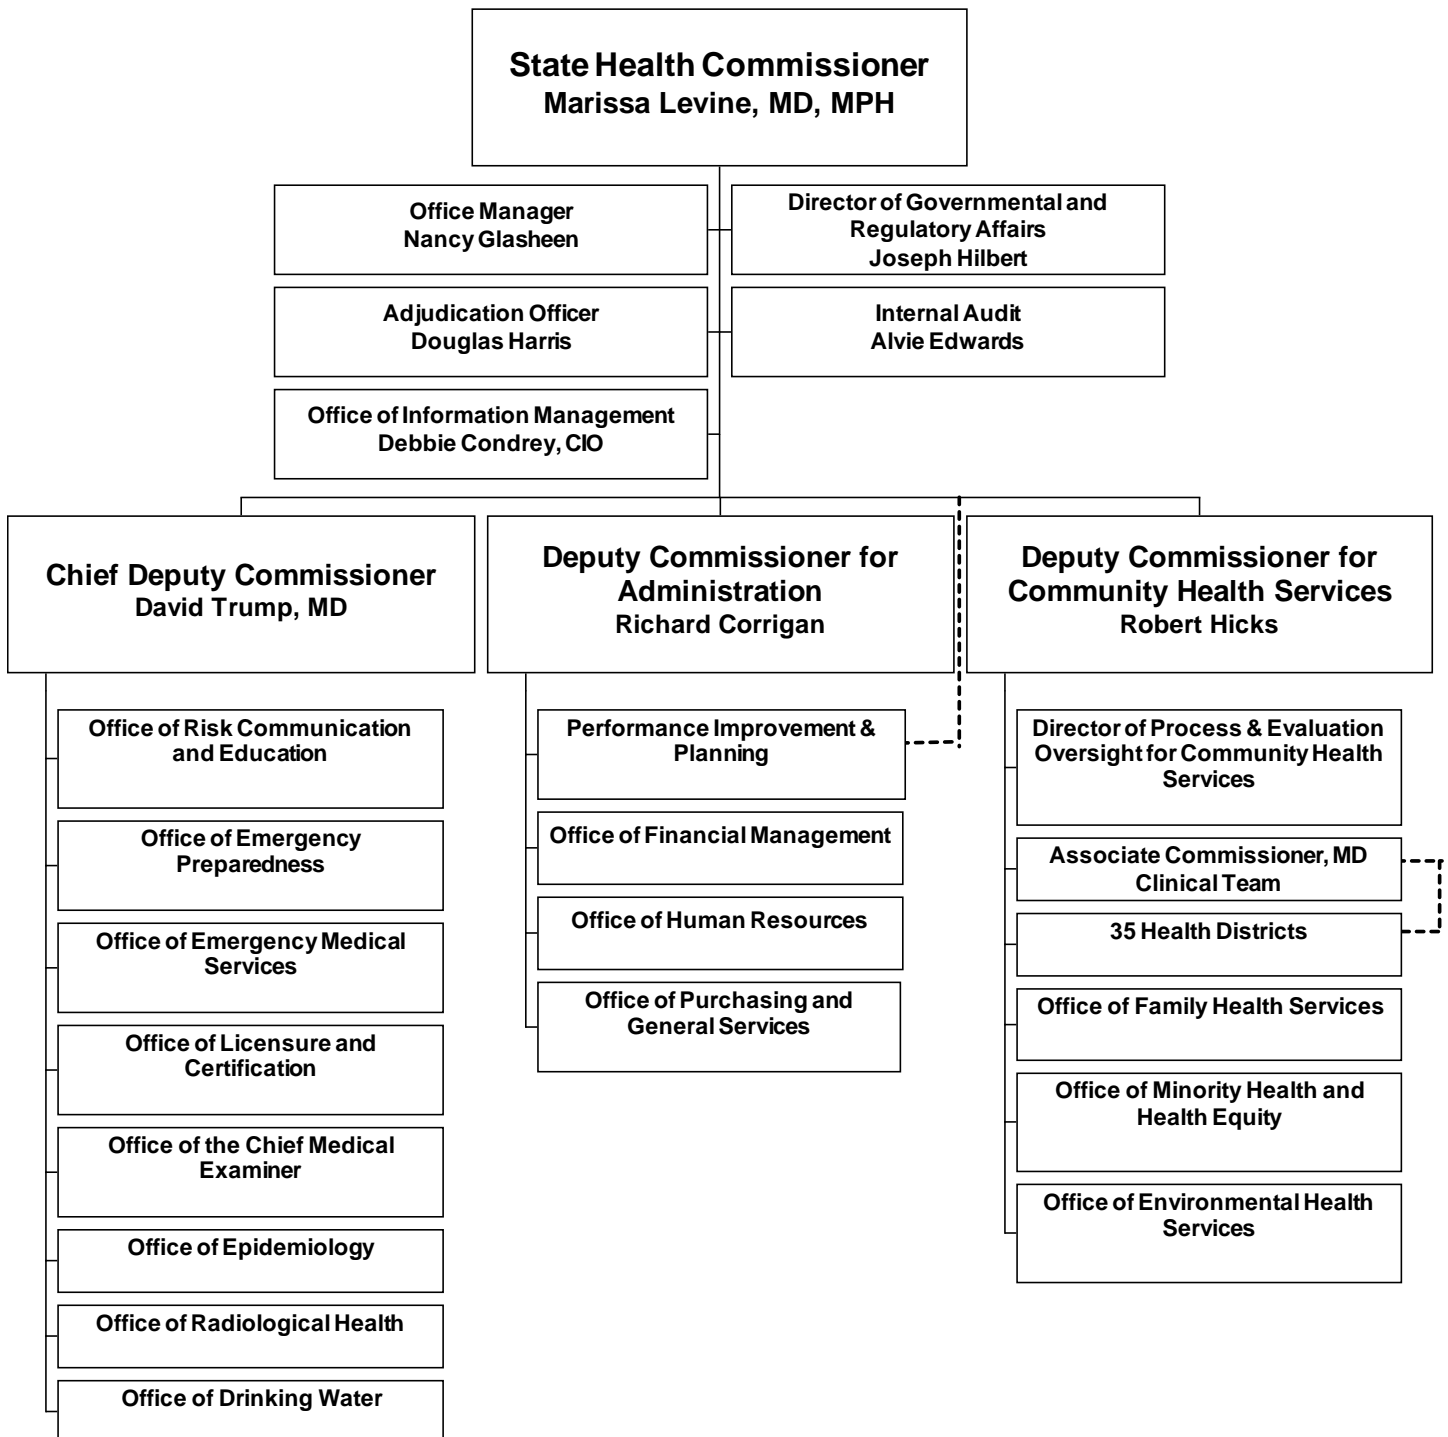 State Health Commissioner
Marissa Levine, MD, MPH
Office Manager
Nancy Glasheen
Director of Governmental and
Regulatory Affairs
Joseph Hilbert
Adjudication Officer
Douglas Harris
Internal Audit
Alvie Edwards
Office of Information Management
Debbie Condrey, CIO
Chief Deputy Commissioner
David Trump, MD
Deputy Commissioner for
Administration
Richard Corrigan
Deputy Commissioner for
Community Health Services
Robert Hicks
Office of Risk Communication
and Education
Office of Emergency
Preparedness
Office of Emergency Medical
Services
Office of Licensure and
Certification
Office of the Chief Medical
Examiner
Office of Epidemiology
Office of Radiological Health
Office of Drinking Water
Performance Improvement &
Planning
Office of Financial Management
Office of Human Resources
Office of Purchasing and
General Services
Director of Process & Evaluation
Oversight for Community Health
Services
Associate Commissioner, MD
Clinical Team
35 Health Districts
Office of Family Health Services
Office of Minority Health and
Health Equity
Office of Environmental Health
Services